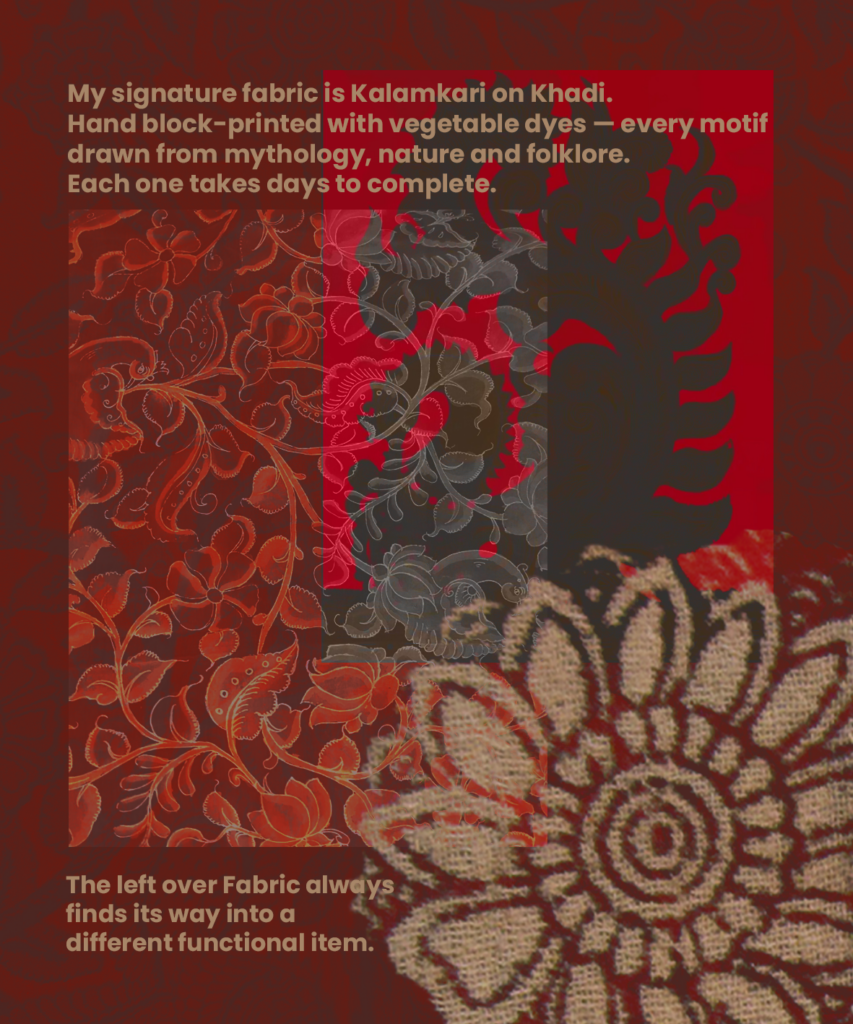 My signature fabric is Kalamkari on Khadi.
Hand block-printed with vegetable dyes — every motif
drawn from mythology, nature and folklore.
Each one takes days to complete.
The left over Fabric always
finds its way into a
different functional item.